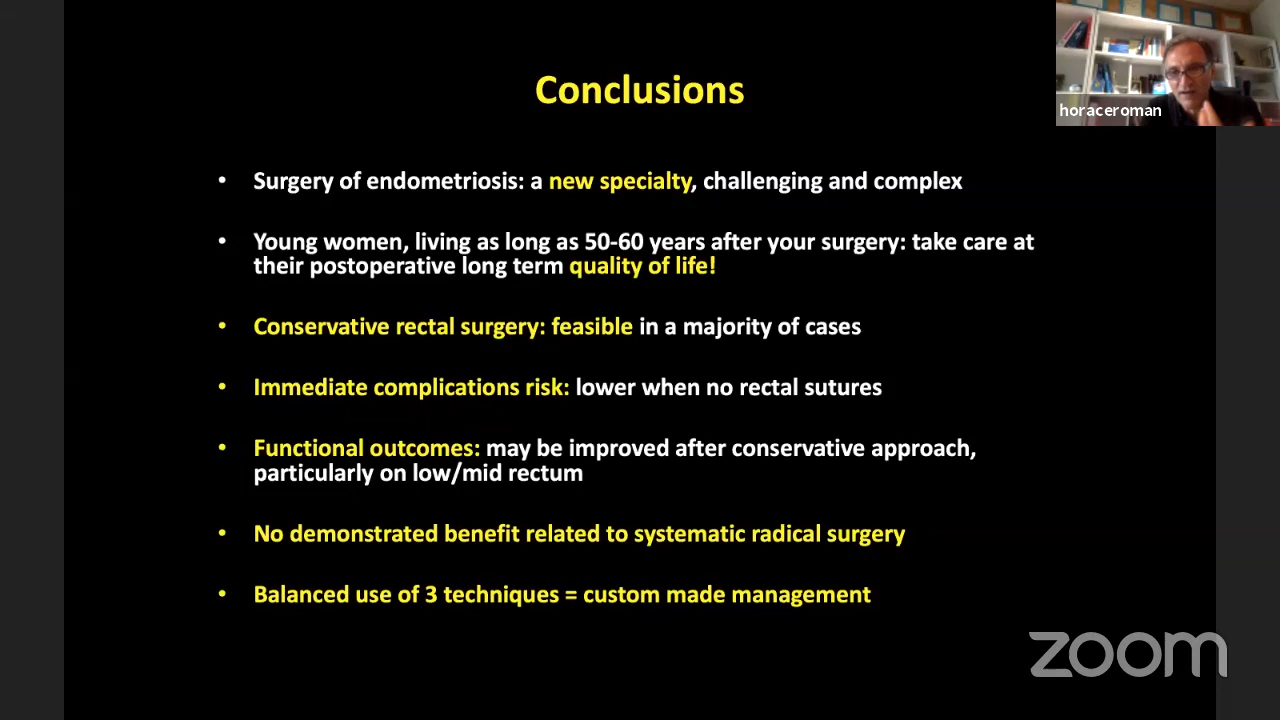 Conclusions
horaceroman
• Surgery of endometriosis: a new specialty, challenging and complex
• Young women, living as long as 50-60 years after your surgery: take care at
their postoperative long term quality of life!
• Conservative rectal surgery: feasible in a majority of cases
• Immediate complications risk: lower when no rectal sutures
• Functional outcomes: may be improved after conservative approach,
particularly on low/mid rectum
• No demonstrated benefit related to systematic radical surgery
• Balanced use of 3 techniques = custom made management
zoom